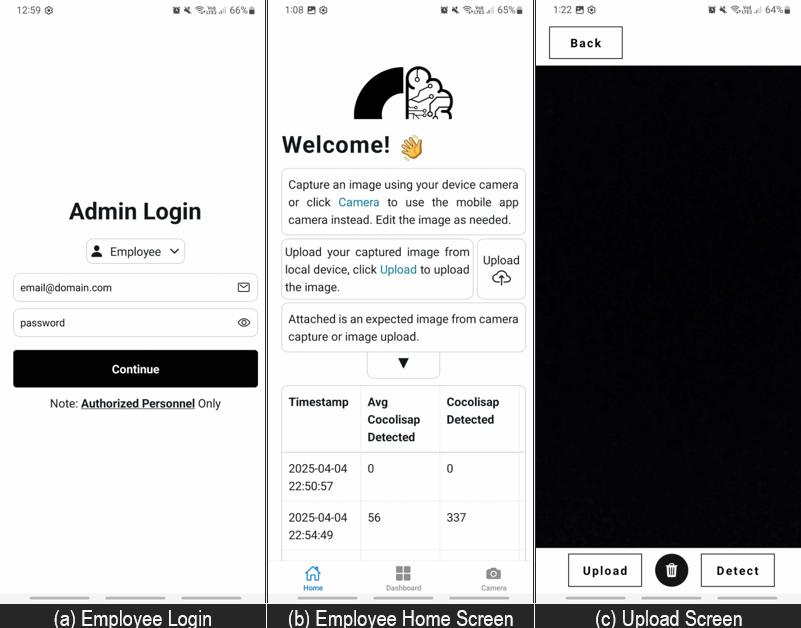 12:59
66%
Admin Login
Employee
email@domain.com
password
Continue
Note: Authorized Personnel Only
(a) Employee Login
1:08
65%
Welcome! 👋
Capture an image using your device camera
or click Camera to use the mobile app
camera instead. Edit the image as needed.
Upload your captured image from
local device, click Upload to upload
the image.
Upload
Attached is an expected image from camera
capture or image upload.
▼
Timestamp Avg Cocolisap Detected Cocolisap Detected
2025-04-04 22:50:57 0 0
2025-04-04 22:54:49 56 337
Home Dashboard Camera
(b) Employee Home Screen
1:22
64%
Back
Upload Detect
(c) Upload Screen